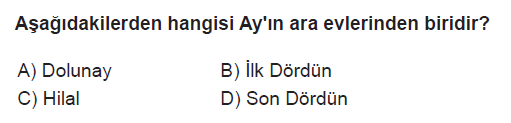 Aşağıdakilerden hangisi Ay'ın ara evlerinden biridir?
A) Dolunay B) İlk Dördün
C) Hilal D) Son Dördün